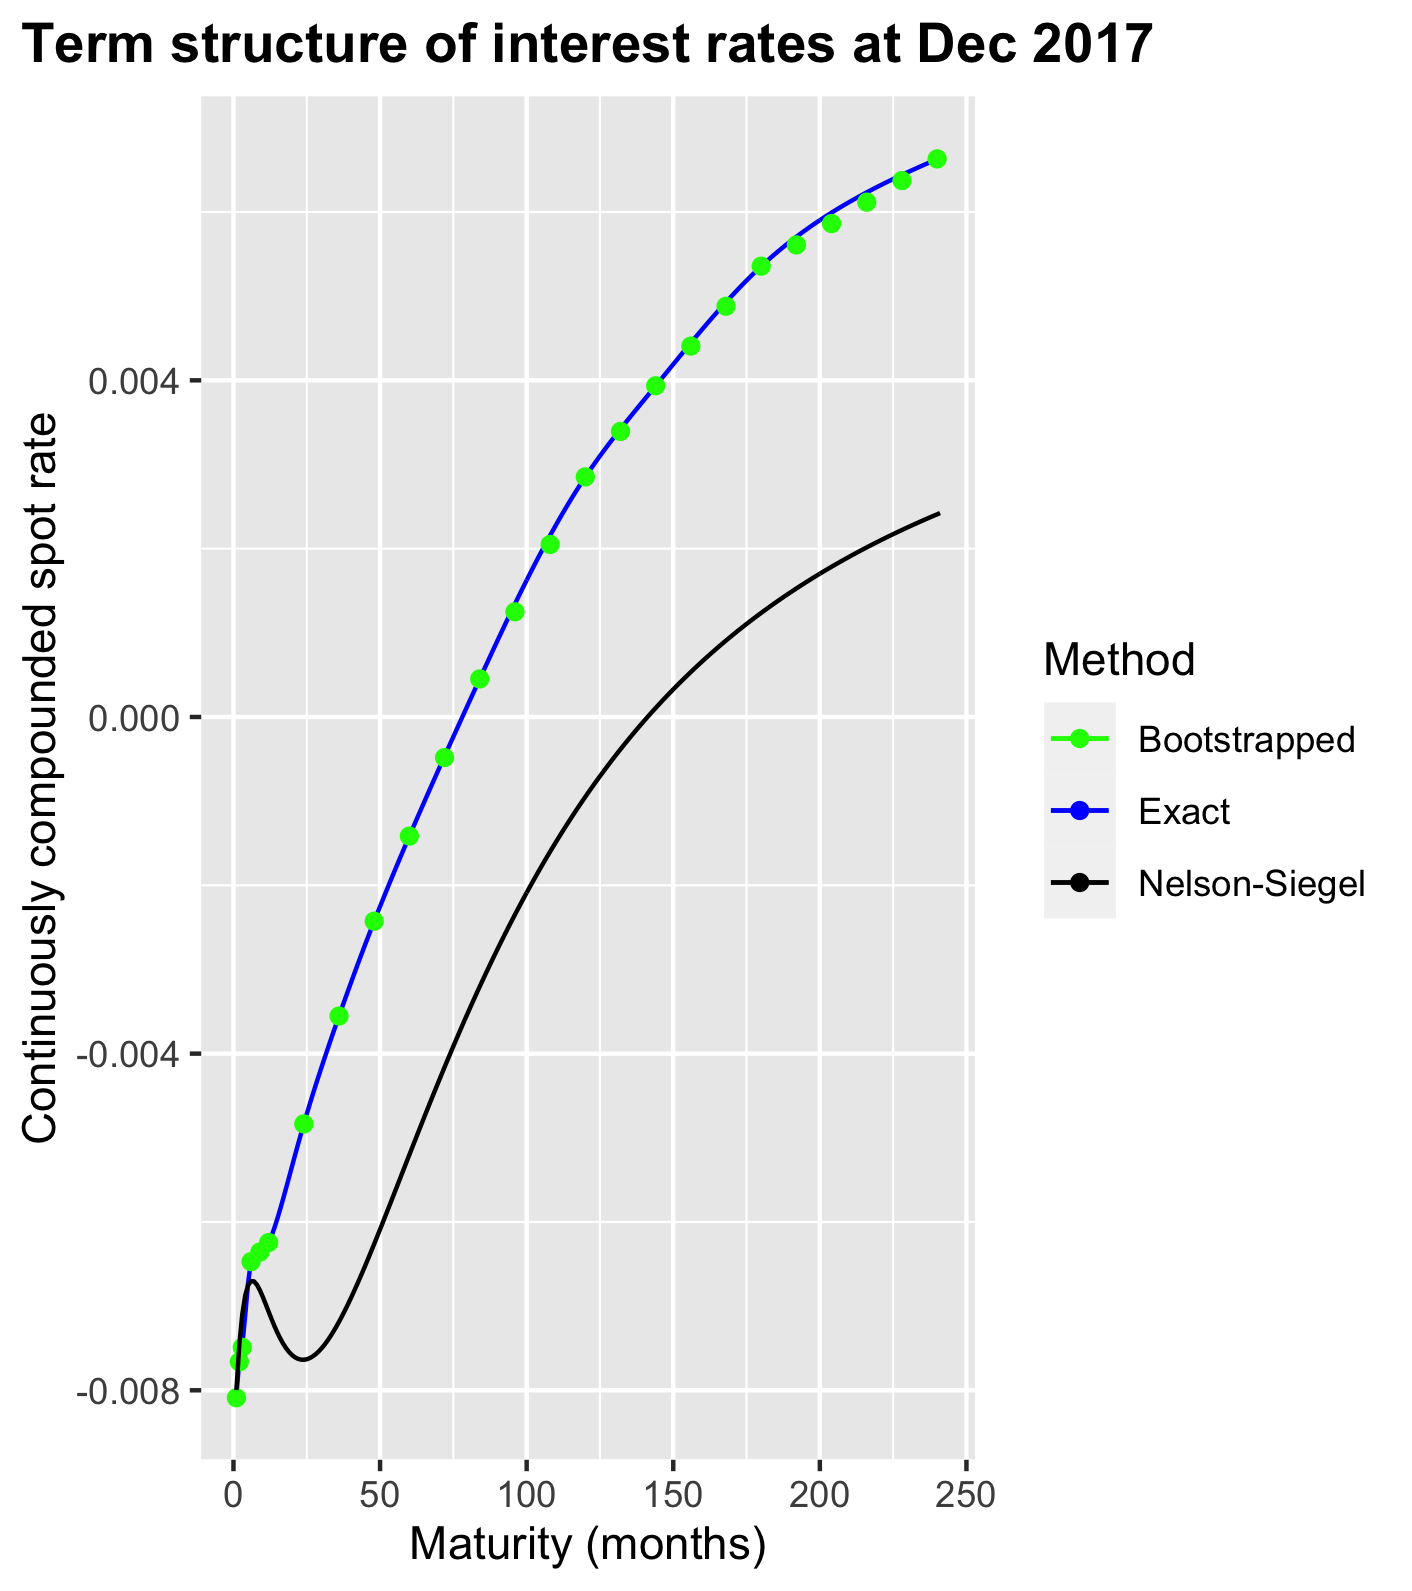 Term structure of interest rates at Dec 2017
Continuously compounded spot rate
0.004
0.000
-0.004
-0.008
0 50 100 150 200 250
Maturity (months)
Method
Bootstrapped
Exact
Nelson-Siegel